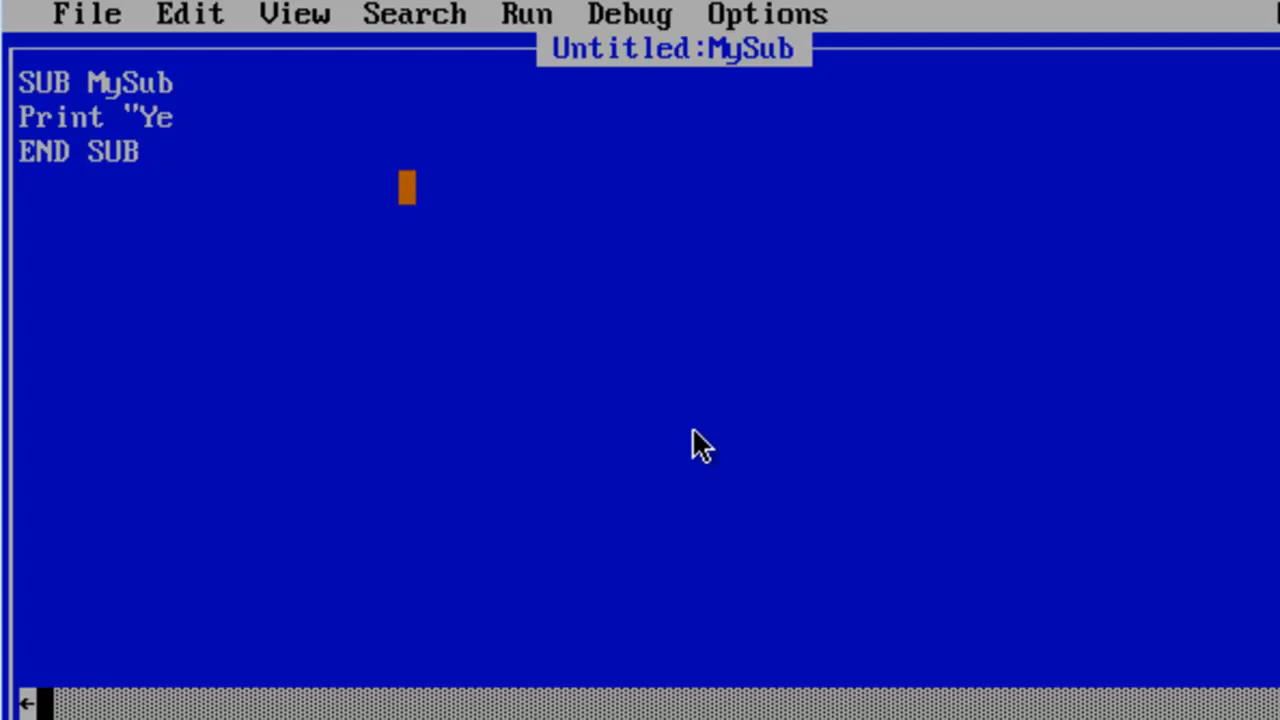 File Edit View Search Run Debug Options
Untitled:MySub
SUB MySub
Print "Ye
END SUB
←